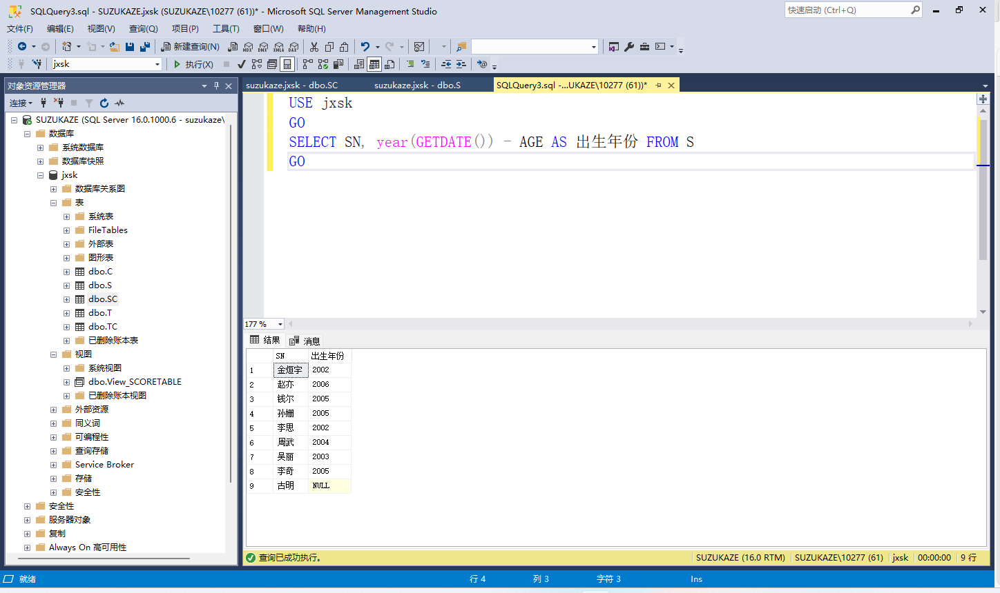 SQLQuery3.sql - SUZUKAZE.jxsk (SUZUKAZE\10277 (61))* - Microsoft SQL Server Management Studio
快速启动 (Ctrl+Q)
文件(F) 编辑(E) 视图(V) 查询(Q) 项目(P) 工具(T) 窗口(W) 帮助(H)
新建查询(N) MDX DMX XMLA DAX
jxsk 执行(X)
对象资源管理器
连接
SUZUKAZE (SQL Server 16.0.1000.6 - suzukaze\
数据库
系统数据库
数据库快照
jxsk
数据库关系图
表
系统表
FileTables
外部表
图形表
dbo.C
dbo.S
dbo.SC
dbo.T
dbo.TC
已删除账本表
视图
系统视图
dbo.View_SCORETABLE
已删除账本视图
外部资源
同义词
可编程性
查询存储
Service Broker
存储
安全性
安全性
服务器对象
复制
Always On 高可用性
suzukaze.jxsk - dbo.SC suzukaze.jxsk - dbo.S SQLQuery3.sql -...UKAZE\10277 (61))*
USE jxsk
GO
SELECT SN, year(GETDATE()) - AGE AS 出生年份 FROM S
GO
177 %
结果 消息
SN 出生年份
1 金烜宇 2002
2 赵亦 2006
3 钱尔 2005
4 孙姗 2005
5 李思 2002
6 周武 2004
7 吴丽 2003
8 李奇 2005
9 古明 NULL
查询已成功执行。 SUZUKAZE (16.0 RTM) SUZUKAZE\10277 (61) jxsk 00:00:00 9 行
就绪 行 4 列 3 字符 3 Ins